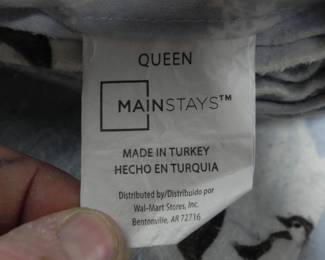 QUEEN
MAINSTAYS™
MADE IN TURKEY
HECHO EN TURQUIA
Distributed by/Distribuido por
Wal-Mart Stores, Inc.
Bentonville, AR 72716